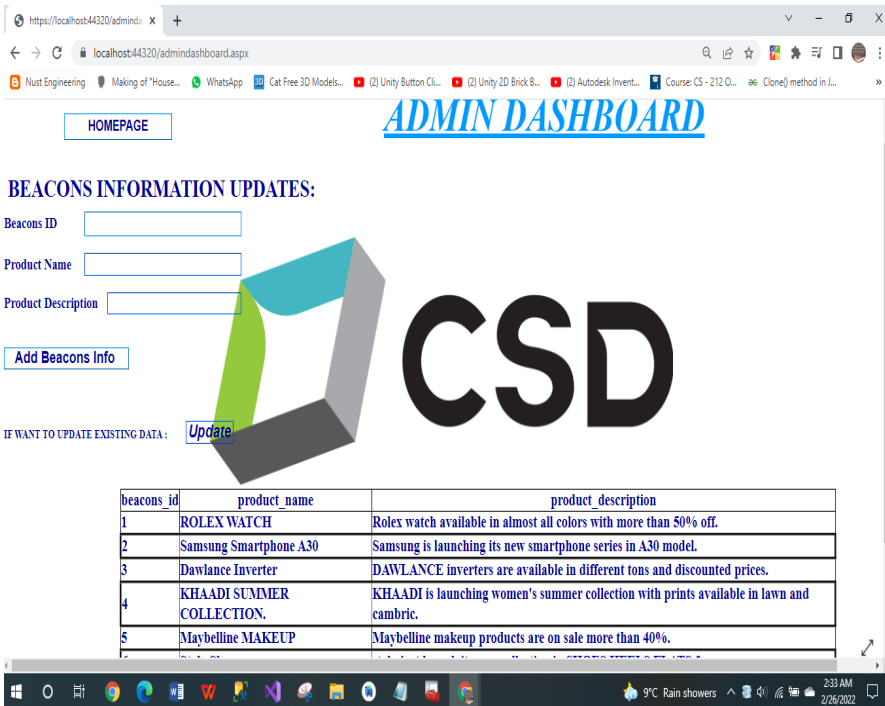 https://localhost:44320/adminda
localhost:44320/admindashboard.aspx
Nust Engineering
Making of "House...
WhatsApp
3D
Cat Free 3D Models...
(2) Unity Button Cli...
(2) Unity 2D Brick B...
(2) Autodesk Invent...
Course: CS - 212 O...
Clone() method in J...
»
HOMEPAGE
ADMIN DASHBOARD
BEACONS INFORMATION UPDATES:
Beacons ID
Product Name
Product Description
Add Beacons Info
CSD
IF WANT TO UPDATE EXISTING DATA :
Update
beacons_id product_name product_description
1 ROLEX WATCH Rolex watch available in almost all colors with more than 50% off.
2 Samsung Smartphone A30 Samsung is launching its new smartphone series in A30 model.
3 Dawlance Inverter DAWLANCE inverters are available in different tons and discounted prices.
4 KHAADI SUMMER COLLECTION. KHAADI is launching women's summer collection with prints available in lawn and
cambric.
5 Maybelline MAKEUP Maybelline makeup products are on sale more than 40%.
9°C Rain showers
2:33 AM
2/26/2022